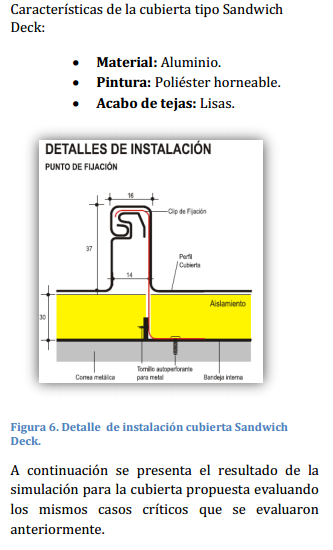 Características de la cubierta tipo Sandwich
Deck:
• Material: Aluminio.
• Pintura: Poliéster horneable.
• Acabo de tejas: Lisas.
DETALLES DE INSTALACIÓN
PUNTO DE FIJACIÓN
16
Clip de Fijación
37
Perfil
Cubierta
14
Aislamiento
30
Correa metálica
Tornillo autoperforante
para metal
Bandeja interna
Figura 6. Detalle de instalación cubierta Sandwich
Deck.
A continuación se presenta el resultado de la
simulación para la cubierta propuesta evaluando
los mismos casos críticos que se evaluaron
anteriormente.